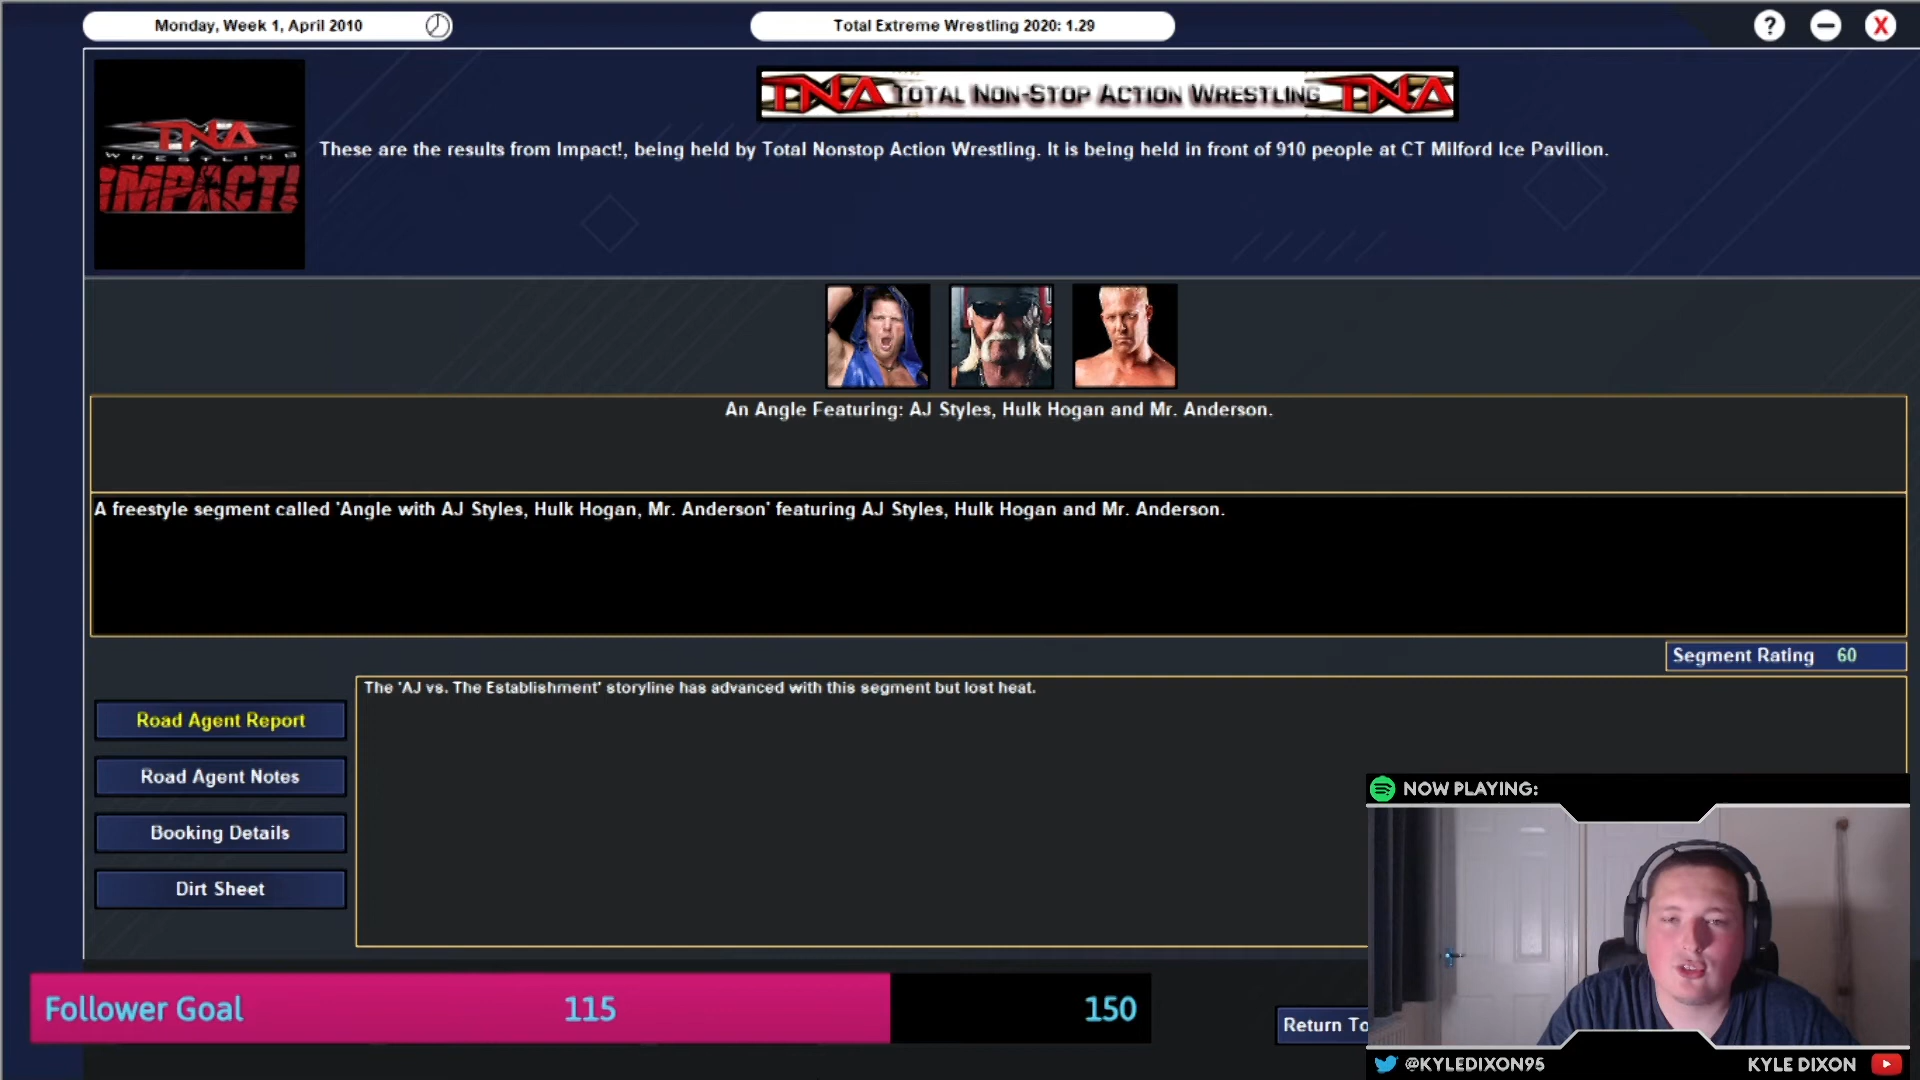 Monday, Week 1, April 2010
Total Extreme Wrestling 2020: 1.29
?
X
TNA TOTAL NON-STOP ACTION WRESTLING TNA
TNA
WRESTLING
iMPACT!
These are the results from Impact!, being held by Total Nonstop Action Wrestling. It is being held in front of 910 people at CT Milford Ice Pavilion.
An Angle Featuring: AJ Styles, Hulk Hogan and Mr. Anderson.
A freestyle segment called 'Angle with AJ Styles, Hulk Hogan, Mr. Anderson' featuring AJ Styles, Hulk Hogan and Mr. Anderson.
Segment Rating 60
The 'AJ vs. The Establishment' storyline has advanced with this segment but lost heat.
Road Agent Report
Road Agent Notes
Booking Details
Dirt Sheet
NOW PLAYING:
Follower Goal 115 150
Return To
@KYLEDIXON95
KYLE DIXON